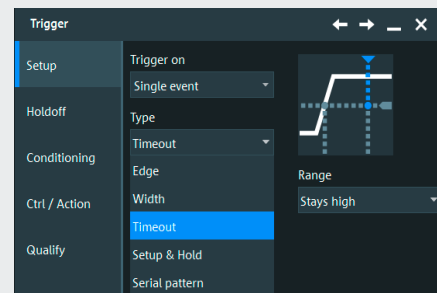 Trigger
Setup
Holdoff
Conditioning
Ctrl / Action
Qualify
Trigger on
Single event
Type
Timeout
Edge
Width
Timeout
Setup & Hold
Serial pattern
Range
Stays high